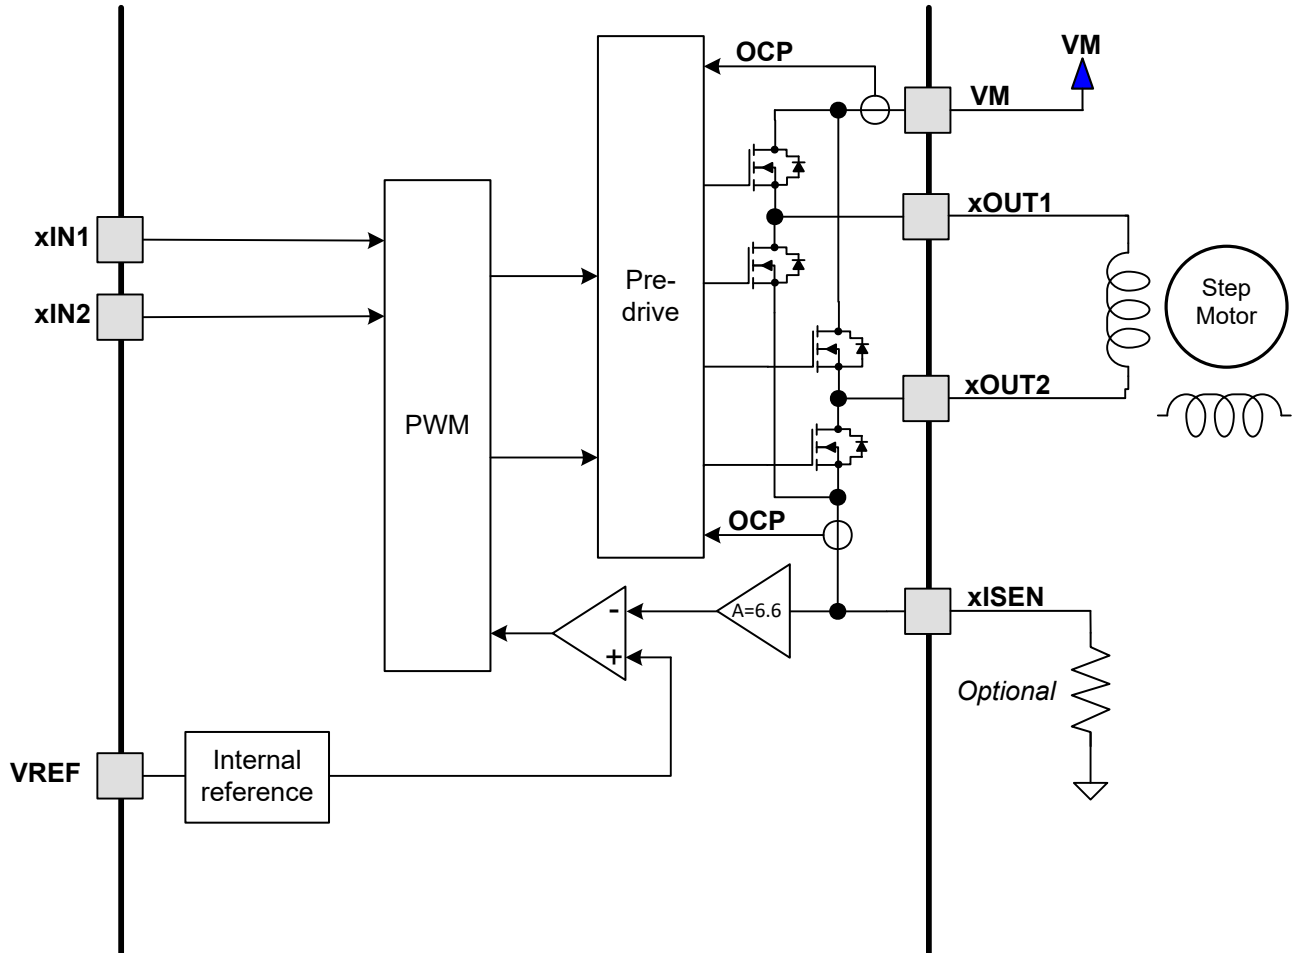 OCP
VM
VM
xIN1
xIN2
PWM
Pre-
drive
xOUT1
Step
Motor
xOUT2
OCP
-
+
A=6.6
xISEN
Optional
VREF
Internal
reference